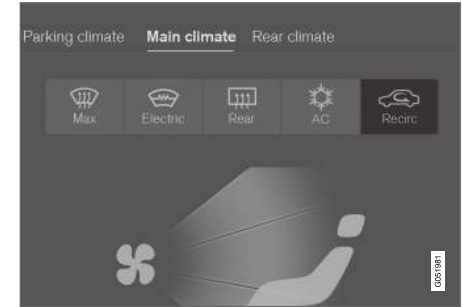 Parking climate Main climate Rear climate
Max Electric Rear AC Recirc
G051981